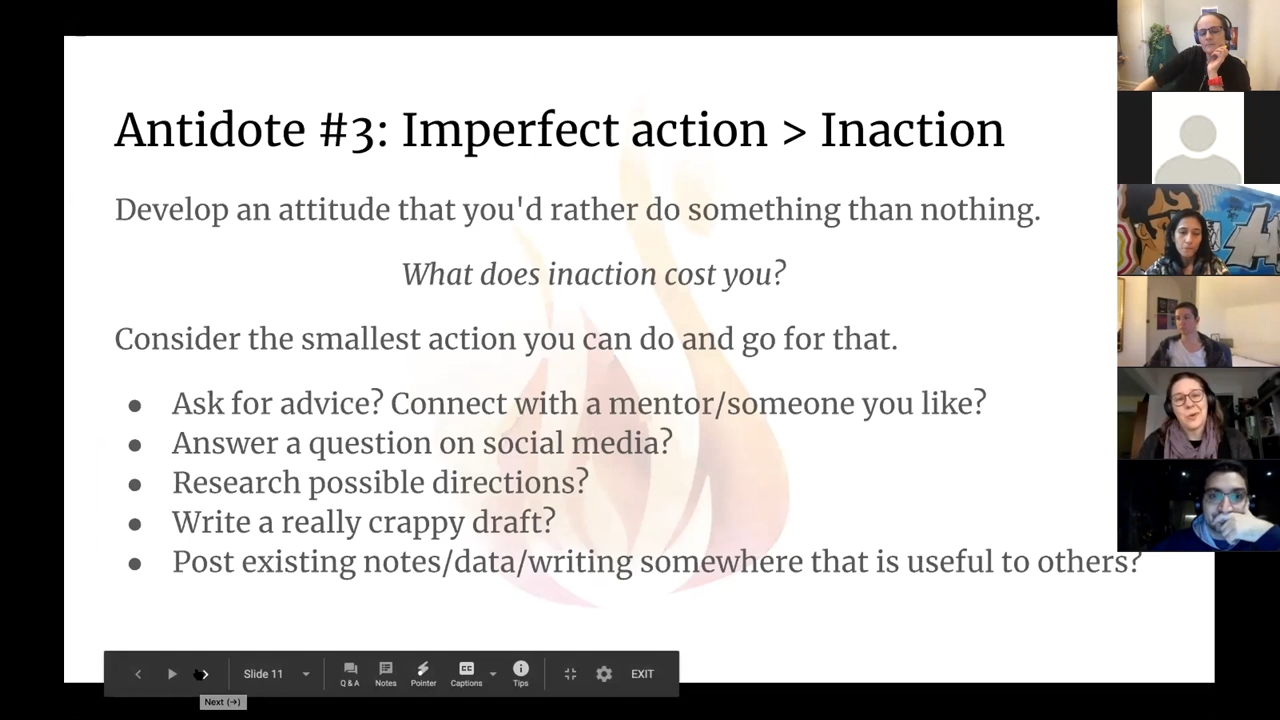 Antidote #3: Imperfect action > Inaction
Develop an attitude that you'd rather do something than nothing.
What does inaction cost you?
Consider the smallest action you can do and go for that.
● Ask for advice? Connect with a mentor/someone you like?
● Answer a question on social media?
● Research possible directions?
● Write a really crappy draft?
● Post existing notes/data/writing somewhere that is useful to others?
Slide 11
Q & A
Notes
Pointer
CC
Captions
Tips
EXIT
Next (→)